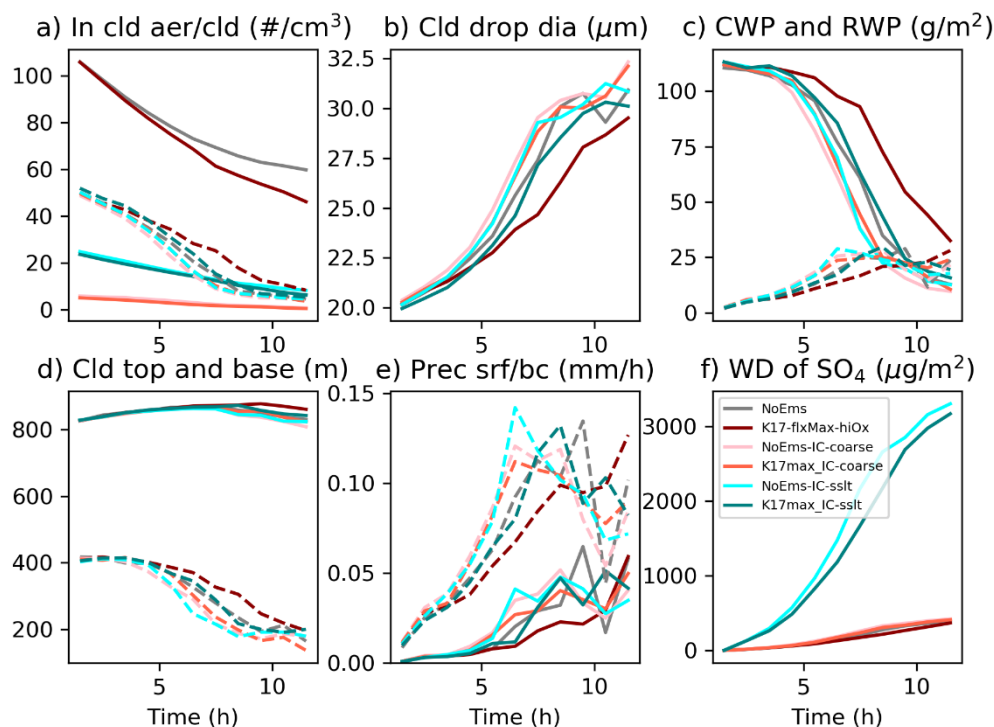 a) In cld aer/cld (#/cm³)
b) Cld drop dia (μm)
c) CWP and RWP (g/m²)
100
80
60
40
20
0
5
10
32.5
30.0
27.5
25.0
22.5
20.0
5
10
100
75
50
25
0
5
10
d) Cld top and base (m)
e) Prec srf/bc (mm/h)
f) WD of SO₄ (μg/m²)
800
600
400
200
5
10
Time (h)
0.15
0.10
0.05
0.00
5
10
Time (h)
3000
2000
1000
0
5
10
Time (h)
NoEms
K17-flxMax-hiOx
NoEms-IC-coarse
K17max_IC-coarse
NoEms-IC-sslt
K17max_IC-sslt